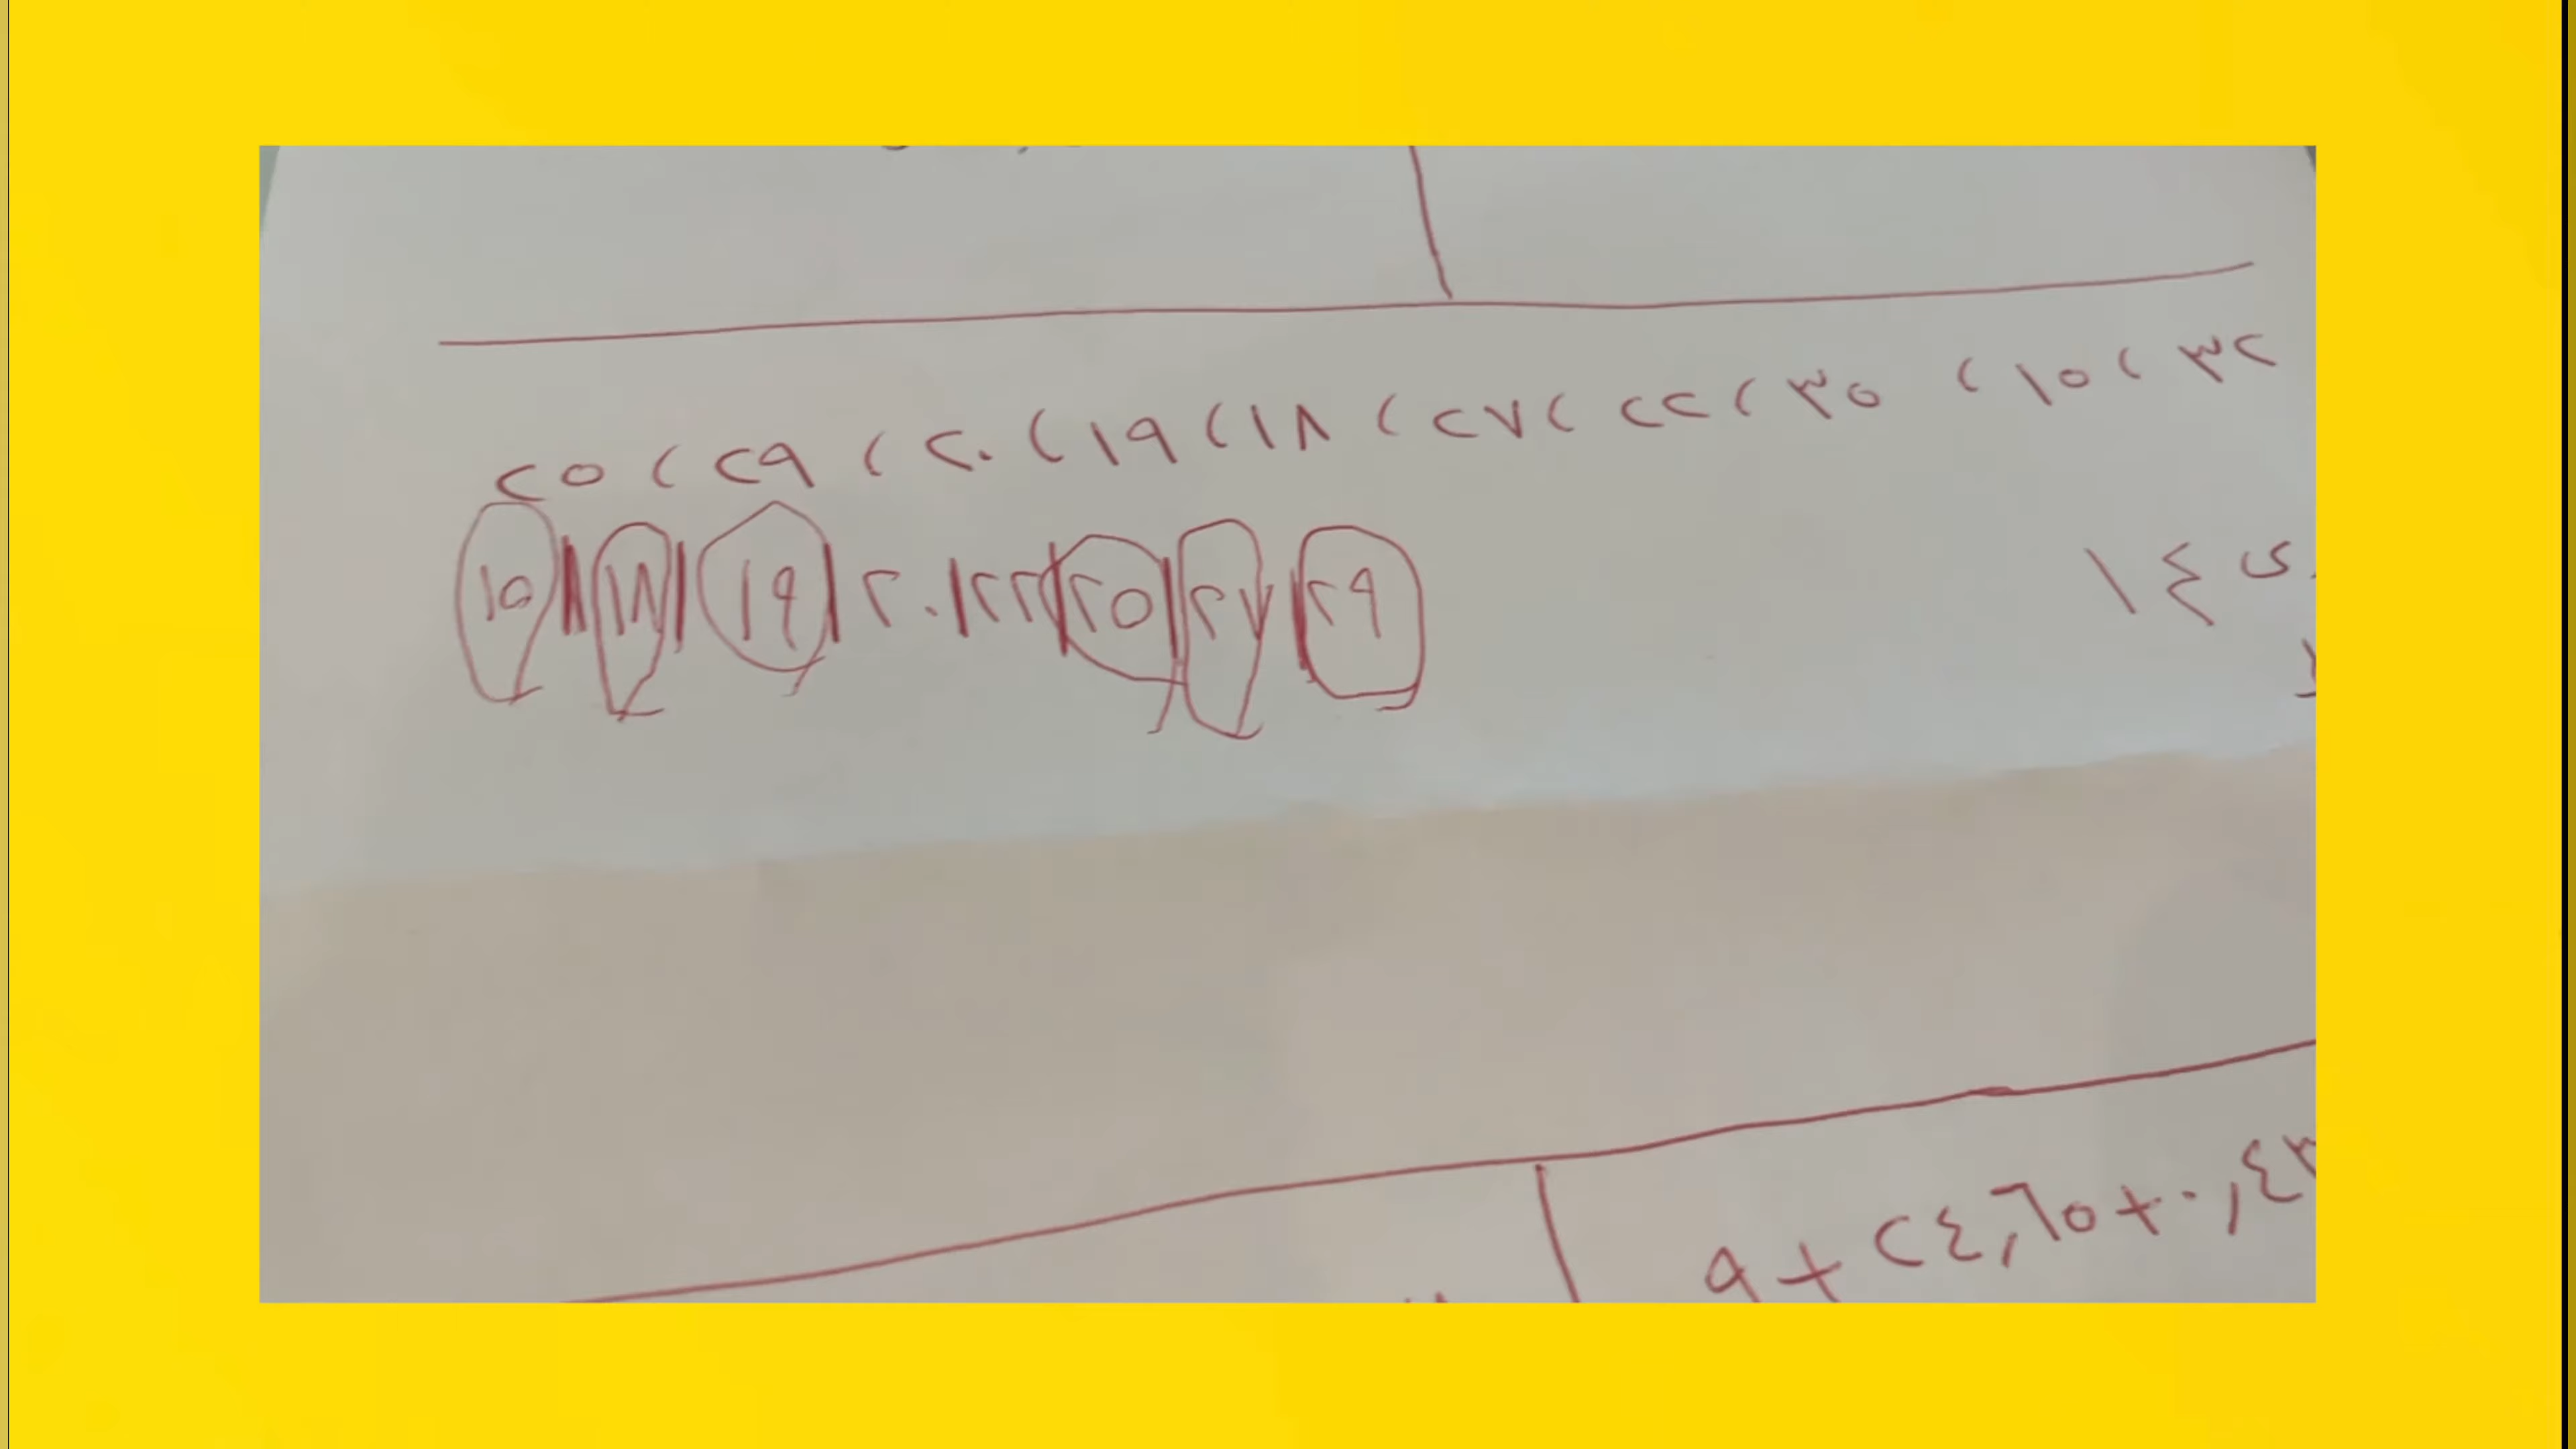 ٢٥ ، ٢٩ ، ٢٠ ، ١٩ ، ١٨ ، ٢٧ ، ٢٢ ، ٣٥ ، ١٥ ، ٣٢
١٥ | ١٨ | ١٩ | ٢٠ | ٢٢ | ٢٥ | ٢٧ | ٢٩
١٤
٩ + ٢٤,٦٥ + ٠,٤